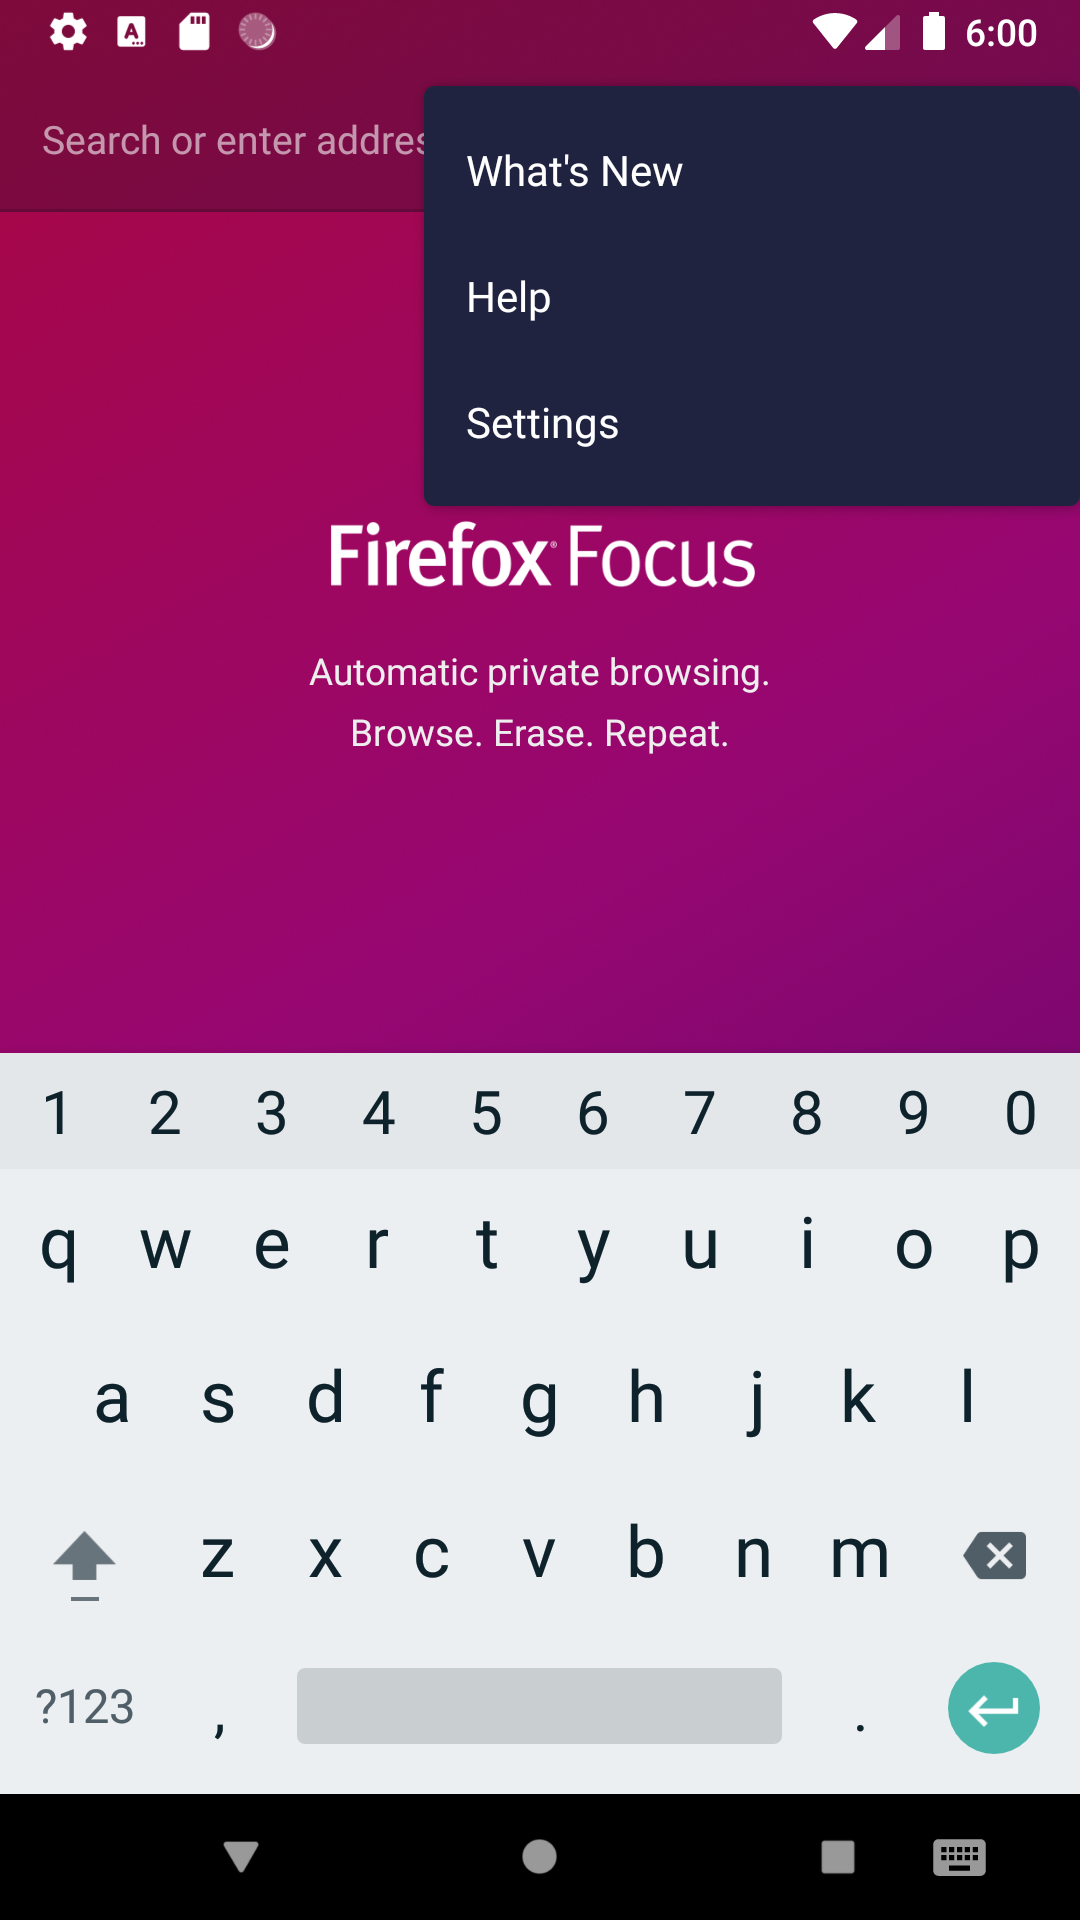 6:00
Search or enter addres
What's New
Help
Settings
Firefox Focus
Automatic private browsing.
Browse. Erase. Repeat.
1 2 3 4 5 6 7 8 9 0
q w e r t y u i o p
a s d f g h j k l
z x c v b n m
?123 , .